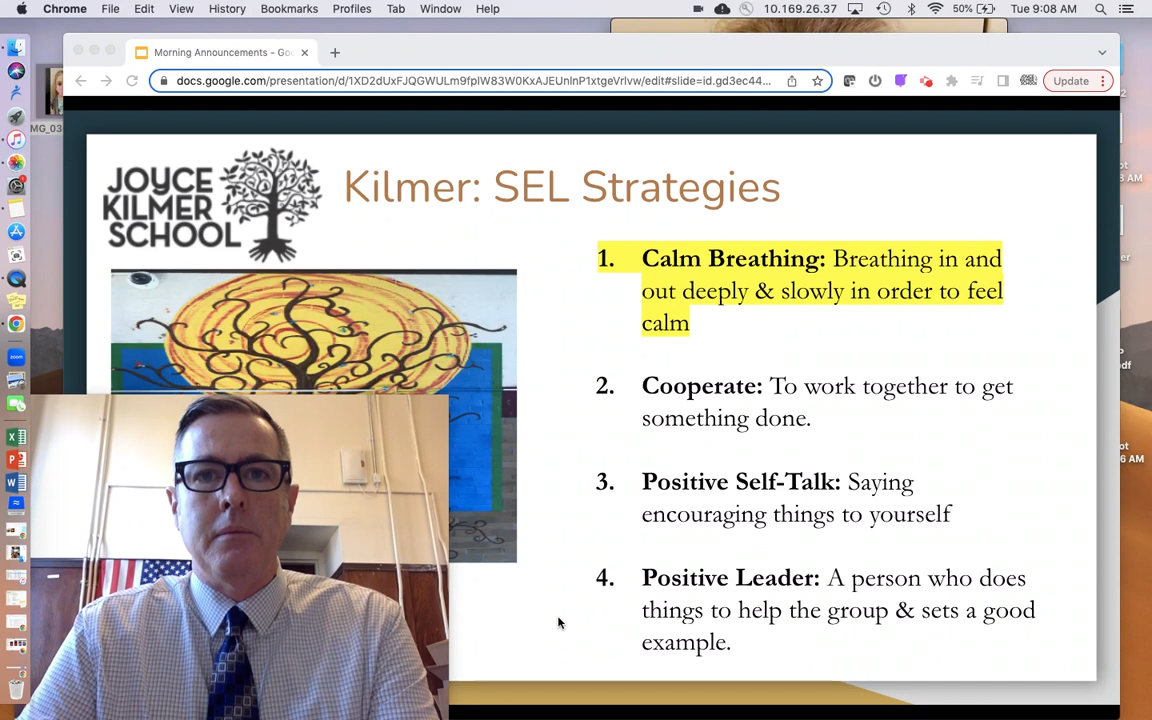 Chrome File Edit View History Bookmarks Profiles Tab Window Help 10.169.26.37 50% Tue 9:08 AM
Morning Announcements - Go
docs.google.com/presentation/d/1XD2dUxFJQGWULm9fpIW83W0KxAJEUnlnP1xtgeVrlvw/edit#slide=id.gd3ec44... Update
MG_03
JOYCE
KILMER
SCHOOL
Kilmer: SEL Strategies
1. Calm Breathing: Breathing in and
out deeply & slowly in order to feel
calm
2. Cooperate: To work together to get
something done.
3. Positive Self-Talk: Saying
encouraging things to yourself
4. Positive Leader: A person who does
things to help the group & sets a good
example.
zoom